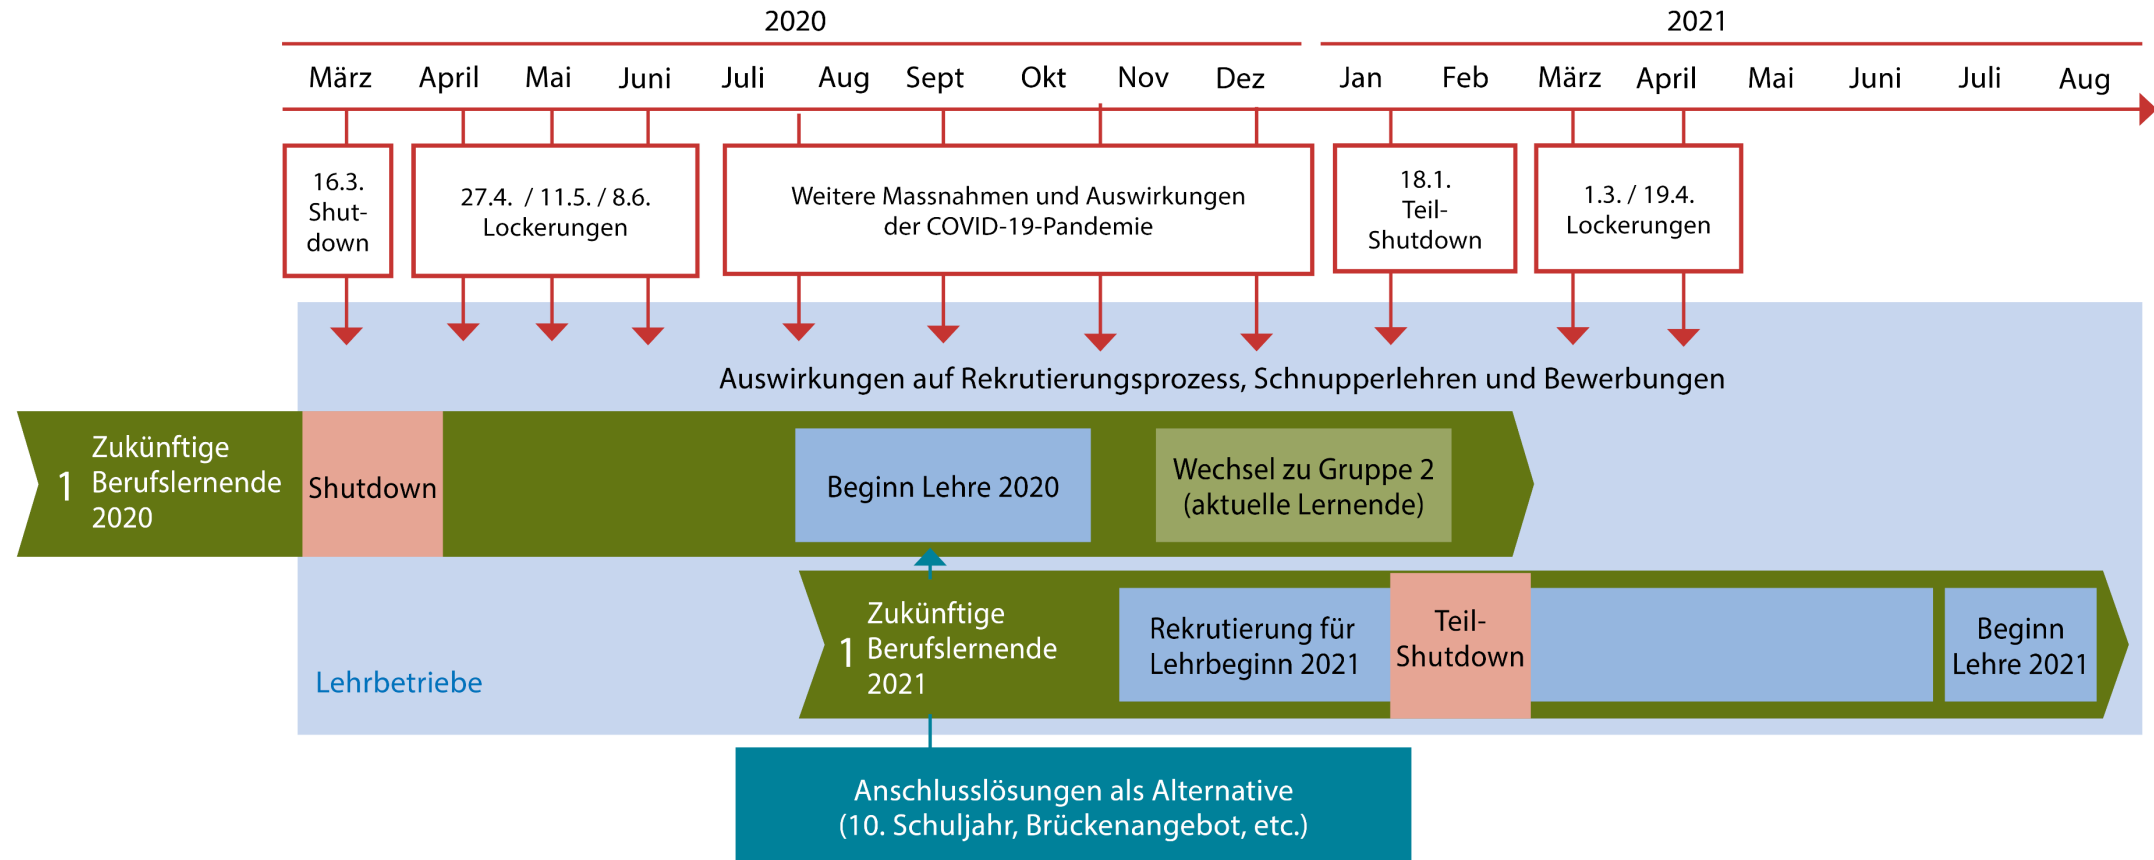 2020
2021
März April Mai Juni Juli Aug Sept Okt Nov Dez Jan Feb März April Mai Juni Juli Aug
16.3.
Shut-
down
27.4. / 11.5. / 8.6.
Lockerungen
Weitere Massnahmen und Auswirkungen
der COVID-19-Pandemie
18.1.
Teil-
Shutdown
1.3. / 19.4.
Lockerungen
Auswirkungen auf Rekrutierungsprozess, Schnupperlehren und Bewerbungen
1
Zukünftige
Berufslernende
2020
Shutdown
Beginn Lehre 2020
Wechsel zu Gruppe 2
(aktuelle Lernende)
1
Zukünftige
Berufslernende
2021
Rekrutierung für
Lehrbeginn 2021
Teil-
Shutdown
Beginn
Lehre 2021
Lehrbetriebe
Anschlusslösungen als Alternative
(10. Schuljahr, Brückenangebot, etc.)